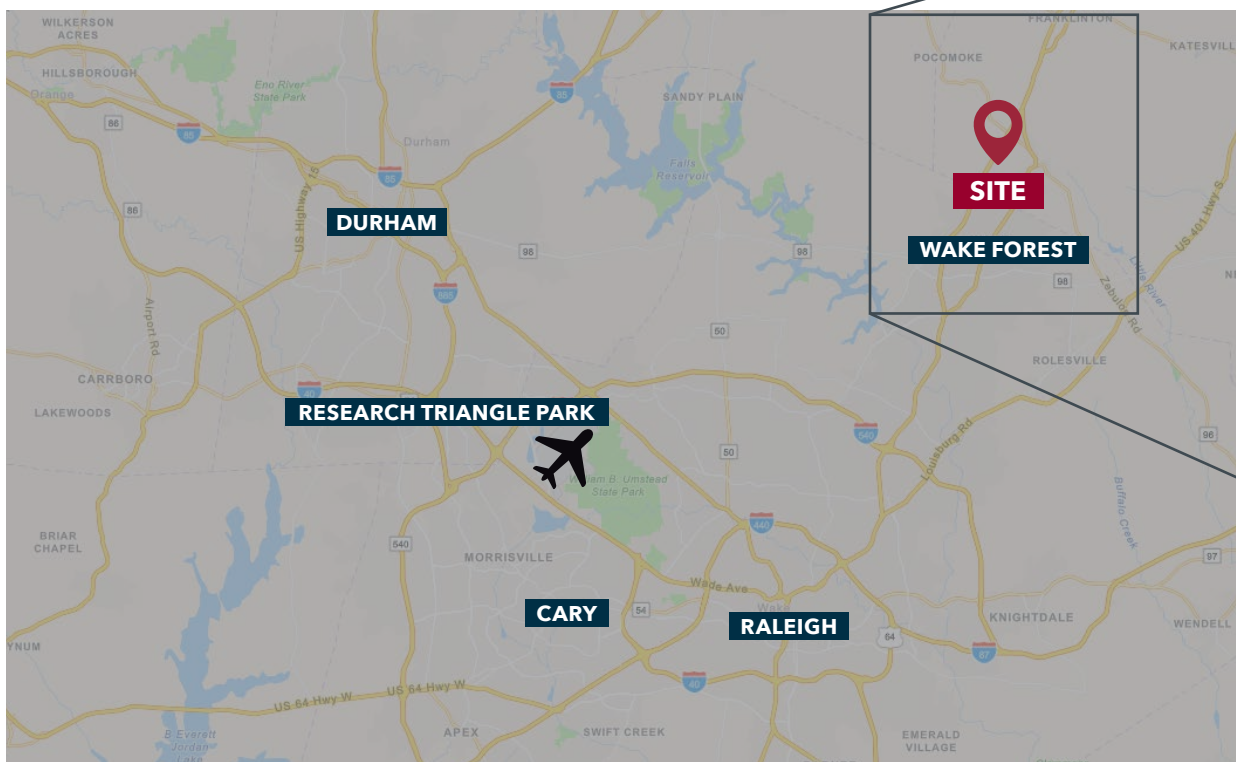 WILKERSON
ACRES
FRANKLINTON
KATESVILL
POCOMOKE
HILLSBOROUGH
Orange
Eno River
State Park
85
SANDY PLAIN
86
85
Durham
Falls
Reservoir
85
SITE
86
DURHAM
US Highway 15
98
98
WAKE FOREST
US-401 Hwy S
Little River
98
Zebulon Rd
885
Airport Rd
50
ROLESVILLE
CARRBORO
40
LAKEWOODS
RESEARCH TRIANGLE PARK
540
Louisburg Rd
96
50
William B. Umstead
State Park
Buffalo Creek
BRIAR
CHAPEL
540
440
MORRISVILLE
97
Wade Ave
CARY
54
Wake
RALEIGH
KNIGHTDALE
WENDELL
64
YNUM
87
40
US 64 Hwy W
US 64 Hwy W
B Everett
Jordan
Lake
APEX
SWIFT CREEK
EMERALD
VILLAGE